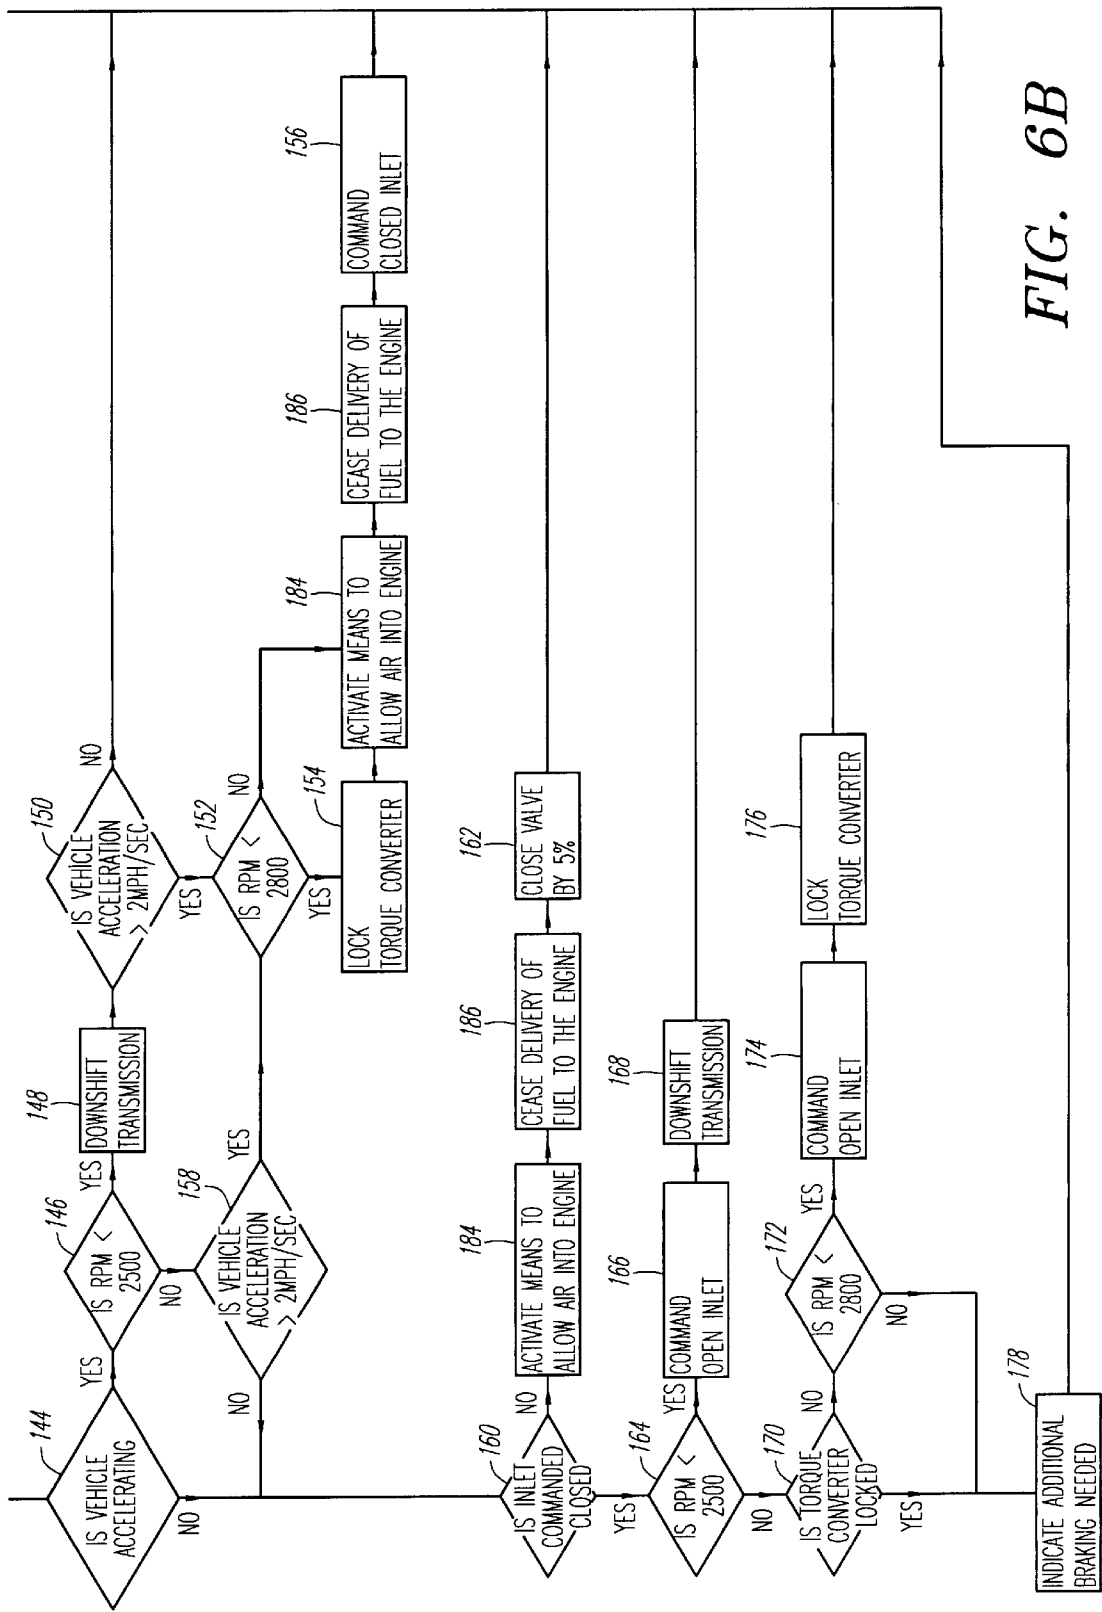 144
IS VEHICLE
ACCELERATING
YES
NO
146
IS RPM <
2500
YES
NO
148
DOWNSHIFT
TRANSMISSION
150
IS VEHICLE
ACCELERATION
> 2MPH/SEC
NO
YES
158
IS VEHICLE
ACCELERATION
> 2MPH/SEC
YES
NO
152
IS RPM <
2800
NO
YES
154
LOCK
TORQUE CONVERTER
184
ACTIVATE MEANS TO
ALLOW AIR INTO ENGINE
186
CEASE DELIVERY OF
FUEL TO THE ENGINE
156
COMMAND
CLOSED INLET
160
IS INLET
COMMANDED
CLOSED
NO
YES
184
ACTIVATE MEANS TO
ALLOW AIR INTO ENGINE
186
CEASE DELIVERY OF
FUEL TO THE ENGINE
162
CLOSE VALVE
BY 5%
164
IS RPM <
2500
YES
NO
166
COMMAND
OPEN INLET
168
DOWNSHIFT
TRANSMISSION
170
IS TORQUE
CONVERTER
LOCKED
NO
YES
172
IS RPM <
2800
YES
NO
174
COMMAND
OPEN INLET
176
LOCK
TORQUE CONVERTER
178
INDICATE ADDITIONAL
BRAKING NEEDED
FIG. 6B